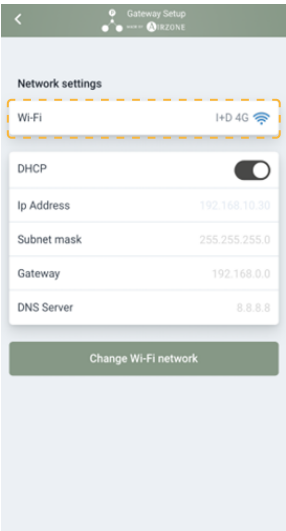 Gateway Setup
AIRZONE
Network settings
Wi-Fi I+D 4G
DHCP
Ip Address 192.168.10.30
Subnet mask 255.255.255.0
Gateway 192.168.0.0
DNS Server 8.8.8.8
Change Wi-Fi network